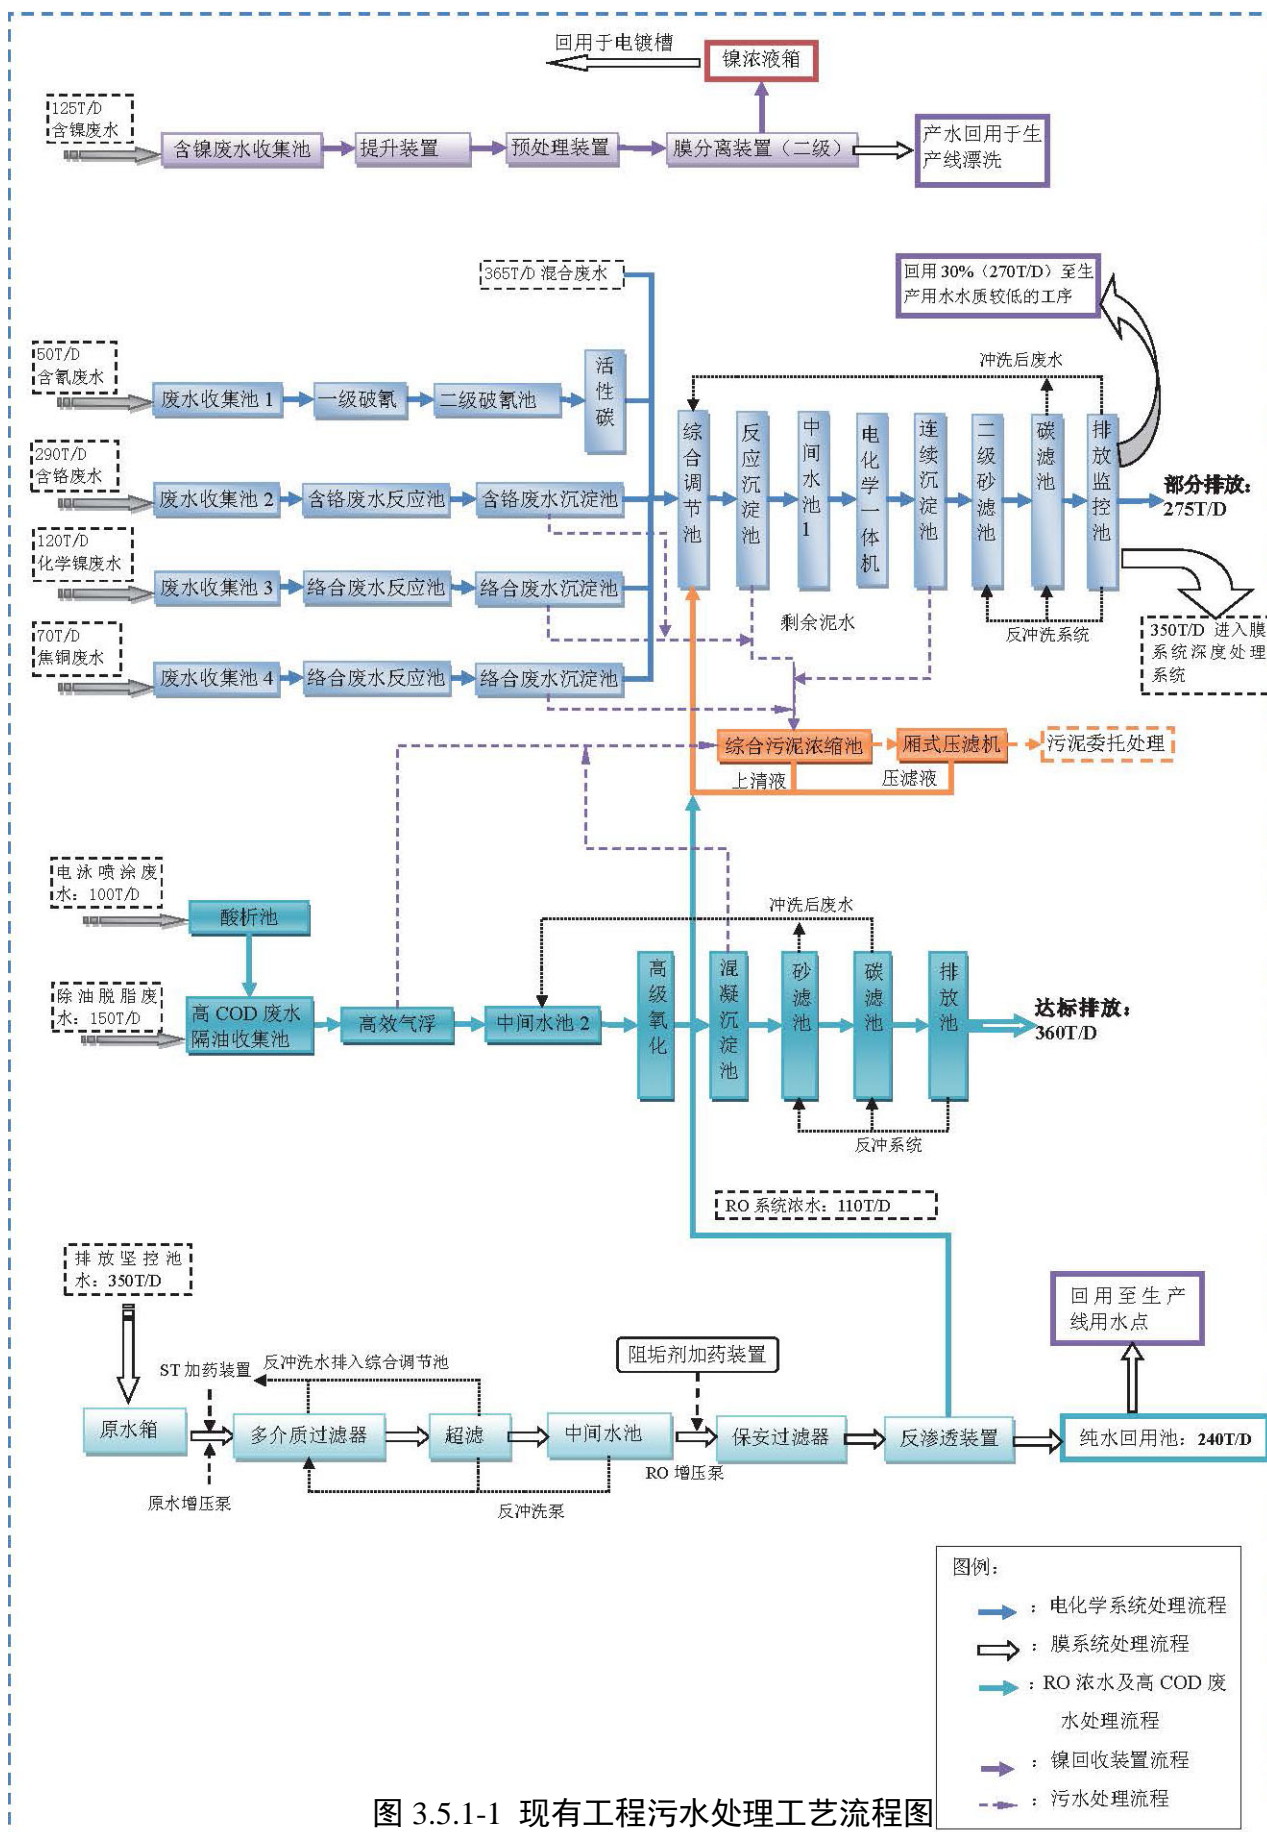 回用于电镀槽
镍浓液箱
125T/D
含镍废水
含镍废水收集池
提升装置
预处理装置
膜分离装置（二级）
产水回用于生
产线漂洗
365T/D 混合废水
回用 30%（270T/D）至生
产用水水质较低的工序
50T/D
含氰废水
废水收集池 1
一级破氰
二级破氰池
活性碳
冲洗后废水
290T/D
含铬废水
废水收集池 2
含铬废水反应池
含铬废水沉淀池
综合调节池
反应沉淀池
中间水池1
电化学一体机
连续沉淀池
二级砂滤池
碳滤池
排放监控池
部分排放：
275T/D
120T/D
化学镍废水
废水收集池 3
络合废水反应池
络合废水沉淀池
剩余泥水
反冲洗系统
350T/D 进入膜
系统深度处理
系统
70T/D
焦铜废水
废水收集池 4
络合废水反应池
络合废水沉淀池
综合污泥浓缩池
厢式压滤机
污泥委托处理
上清液
压滤液
电泳喷涂废
水：100T/D
酸析池
冲洗后废水
除油脱脂废
水：150T/D
高 COD 废水
隔油收集池
高效气浮
中间水池 2
高级氧化
混凝沉淀池
砂滤池
碳滤池
排放池
达标排放：
360T/D
反冲系统
RO 系统浓水：110T/D
排放坚控池
水：350T/D
回用至生产
线用水点
ST 加药装置
反冲洗水排入综合调节池
阻垢剂加药装置
原水箱
多介质过滤器
超滤
中间水池
保安过滤器
反渗透装置
纯水回用池：240T/D
RO 增压泵
原水增压泵
反冲洗泵
图例：
：电化学系统处理流程
：膜系统处理流程
：RO 浓水及高 COD 废
水处理流程
：镍回收装置流程
：污水处理流程
图 3.5.1-1 现有工程污水处理工艺流程图